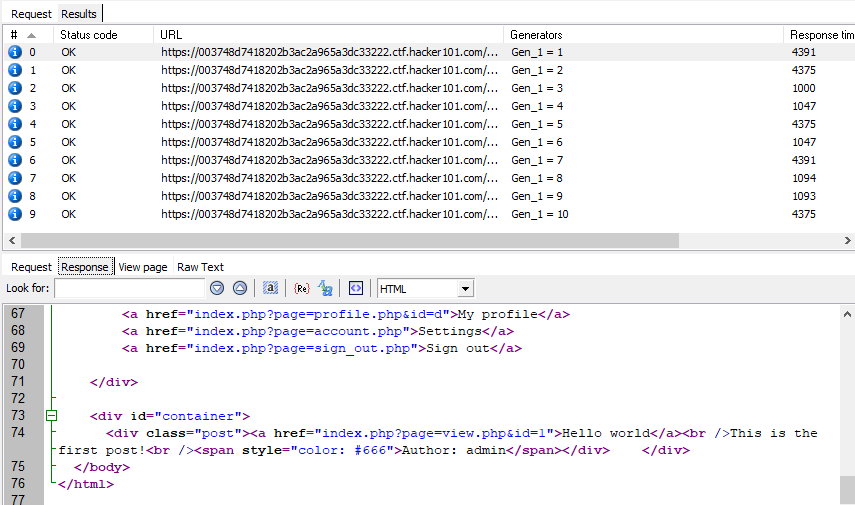 Request Results
# Status code URL Generators Response tim
0 OK https://003748d7418202b3ac2a965a3dc33222.ctf.hacker101.com/... Gen_1 = 1 4391
1 OK https://003748d7418202b3ac2a965a3dc33222.ctf.hacker101.com/... Gen_1 = 2 4375
2 OK https://003748d7418202b3ac2a965a3dc33222.ctf.hacker101.com/... Gen_1 = 3 1000
3 OK https://003748d7418202b3ac2a965a3dc33222.ctf.hacker101.com/... Gen_1 = 4 1047
4 OK https://003748d7418202b3ac2a965a3dc33222.ctf.hacker101.com/... Gen_1 = 5 4375
5 OK https://003748d7418202b3ac2a965a3dc33222.ctf.hacker101.com/... Gen_1 = 6 1047
6 OK https://003748d7418202b3ac2a965a3dc33222.ctf.hacker101.com/... Gen_1 = 7 4391
7 OK https://003748d7418202b3ac2a965a3dc33222.ctf.hacker101.com/... Gen_1 = 8 1094
8 OK https://003748d7418202b3ac2a965a3dc33222.ctf.hacker101.com/... Gen_1 = 9 1093
9 OK https://003748d7418202b3ac2a965a3dc33222.ctf.hacker101.com/... Gen_1 = 10 4375
Request Response View page Raw Text
Look for: a {Re} Aa HTML
67 <a href="index.php?page=profile.php&id=d">My profile</a>
68 <a href="index.php?page=account.php">Settings</a>
69 <a href="index.php?page=sign_out.php">Sign out</a>
70
71 </div>
72
73 <div id="container">
74 <div class="post"><a href="index.php?page=view.php&id=1">Hello world</a><br />This is the
first post!<br /><span style="color: #666">Author: admin</span></div> </div>
75 </body>
76 </html>
77